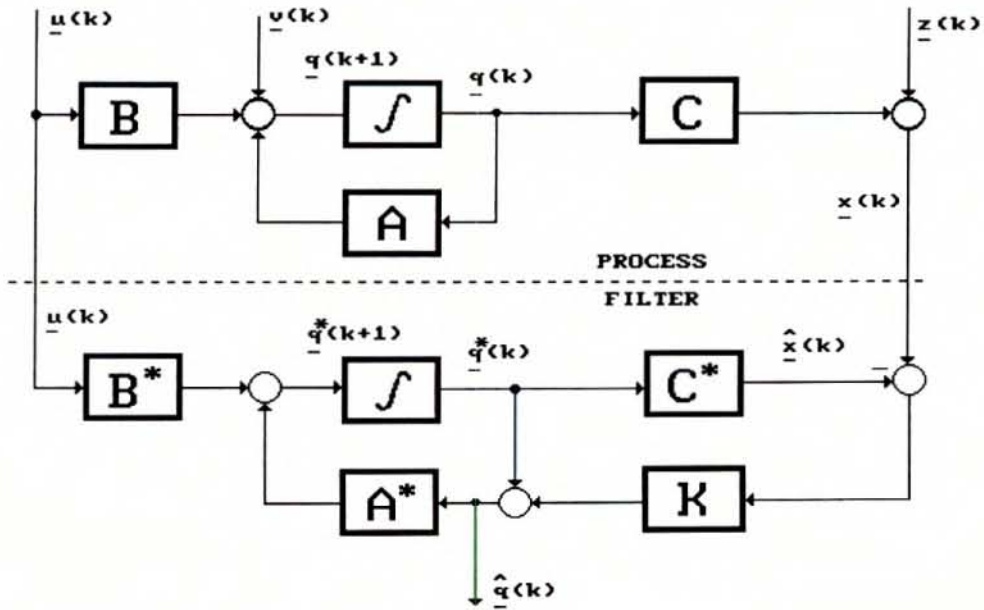 u(k)
v(k)
z(k)
q(k+1)
q(k)
B
∫
C
A
x(k)
PROCESS
FILTER
u(k)
q*(k+1)
q*(k)
x̂(k)
B*
∫
C*
−
A*
K
q̂(k)